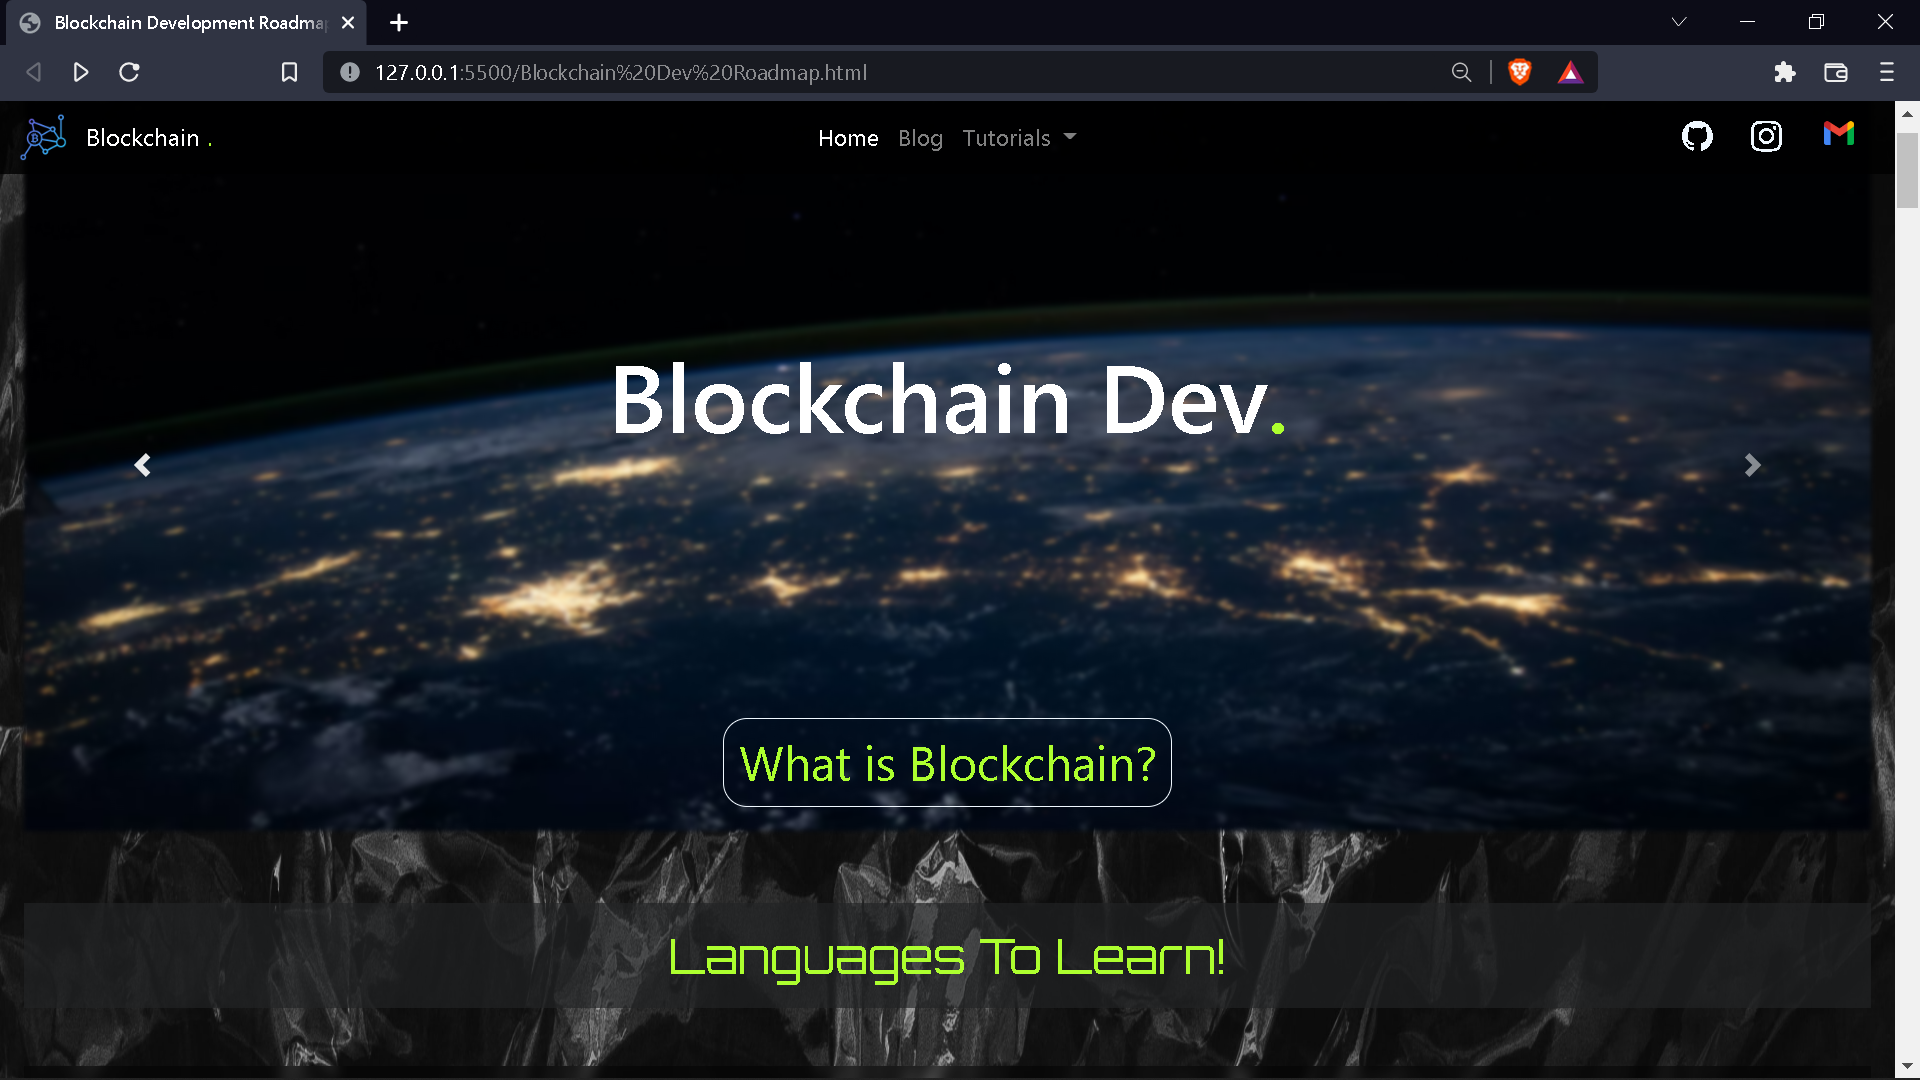 Blockchain Development Roadma
127.0.0.1:5500/Blockchain%20Dev%20Roadmap.html
Blockchain .
Home Blog Tutorials
Blockchain Dev.
What is Blockchain?
Languages To Learn!